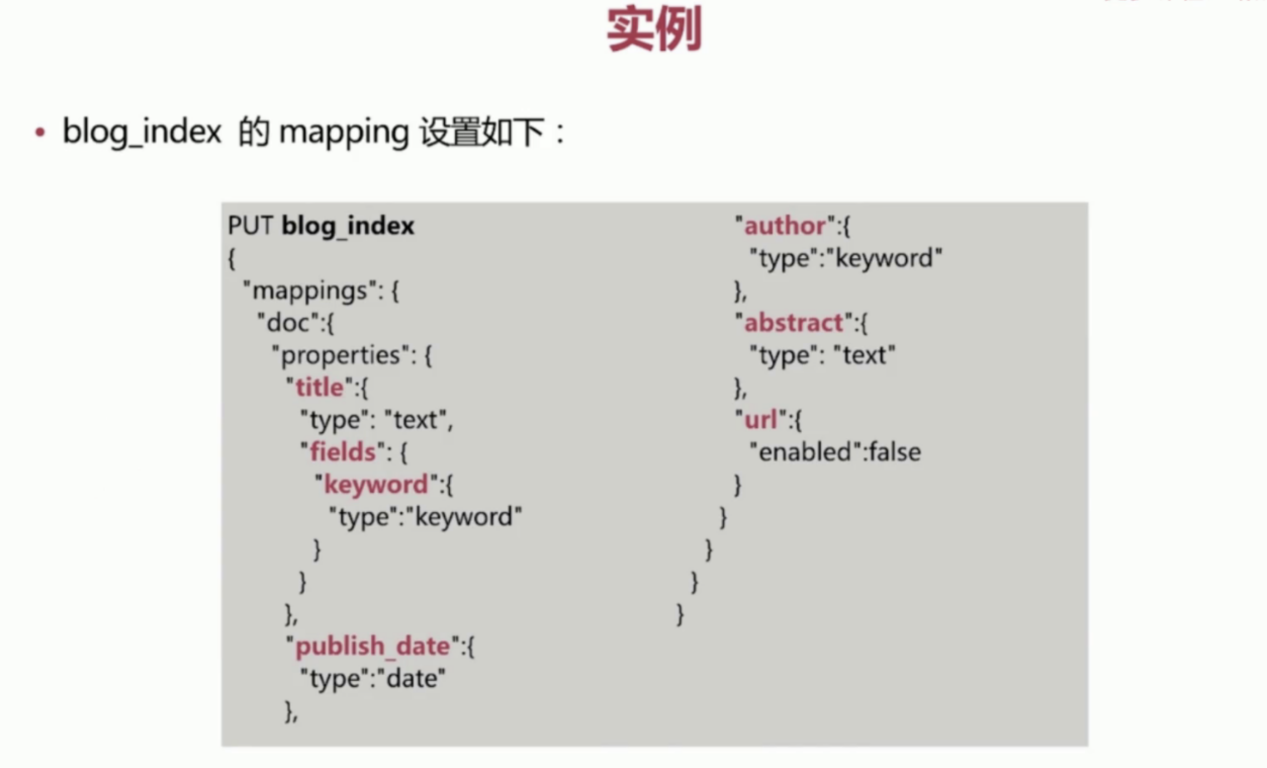 实例
• blog_index 的 mapping 设置如下：
PUT blog_index
{
"mappings": {
"doc":{
"properties": {
"title":{
"type": "text",
"fields": {
"keyword":{
"type":"keyword"
}
}
},
"publish_date":{
"type":"date"
},
"author":{
"type":"keyword"
},
"abstract":{
"type": "text"
},
"url":{
"enabled":false
}
}
}
}
}